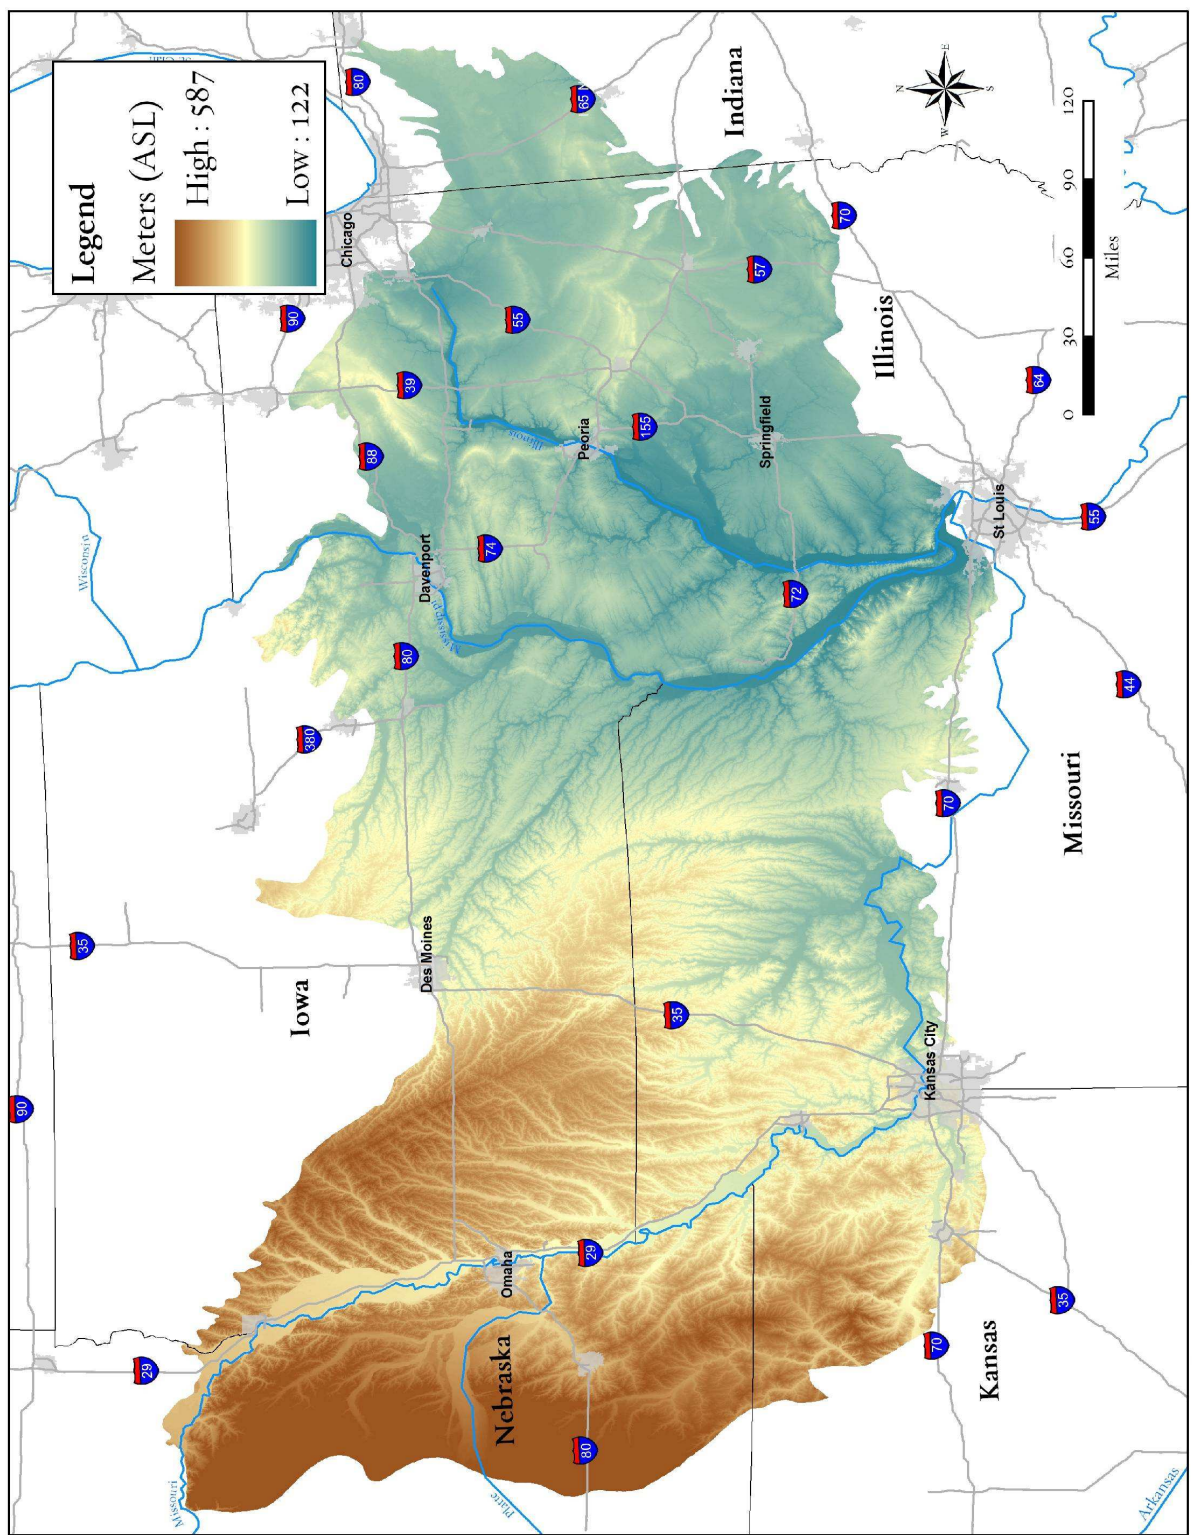 Legend
Meters (ASL)
High : 587
Low : 122
Wisconsin
Missouri
Platte
Mississippi
Illinois
Arkansas
Iowa
Nebraska
Kansas
Missouri
Illinois
Indiana
Chicago
Davenport
Des Moines
Omaha
Peoria
Springfield
St Louis
Kansas City
90
35
29
380
80
88
90
39
80
74
55
65
29
35
155
80
72
57
70
70
70
35
44
55
64
N
E
S
W
0 30 60 90 120
Miles